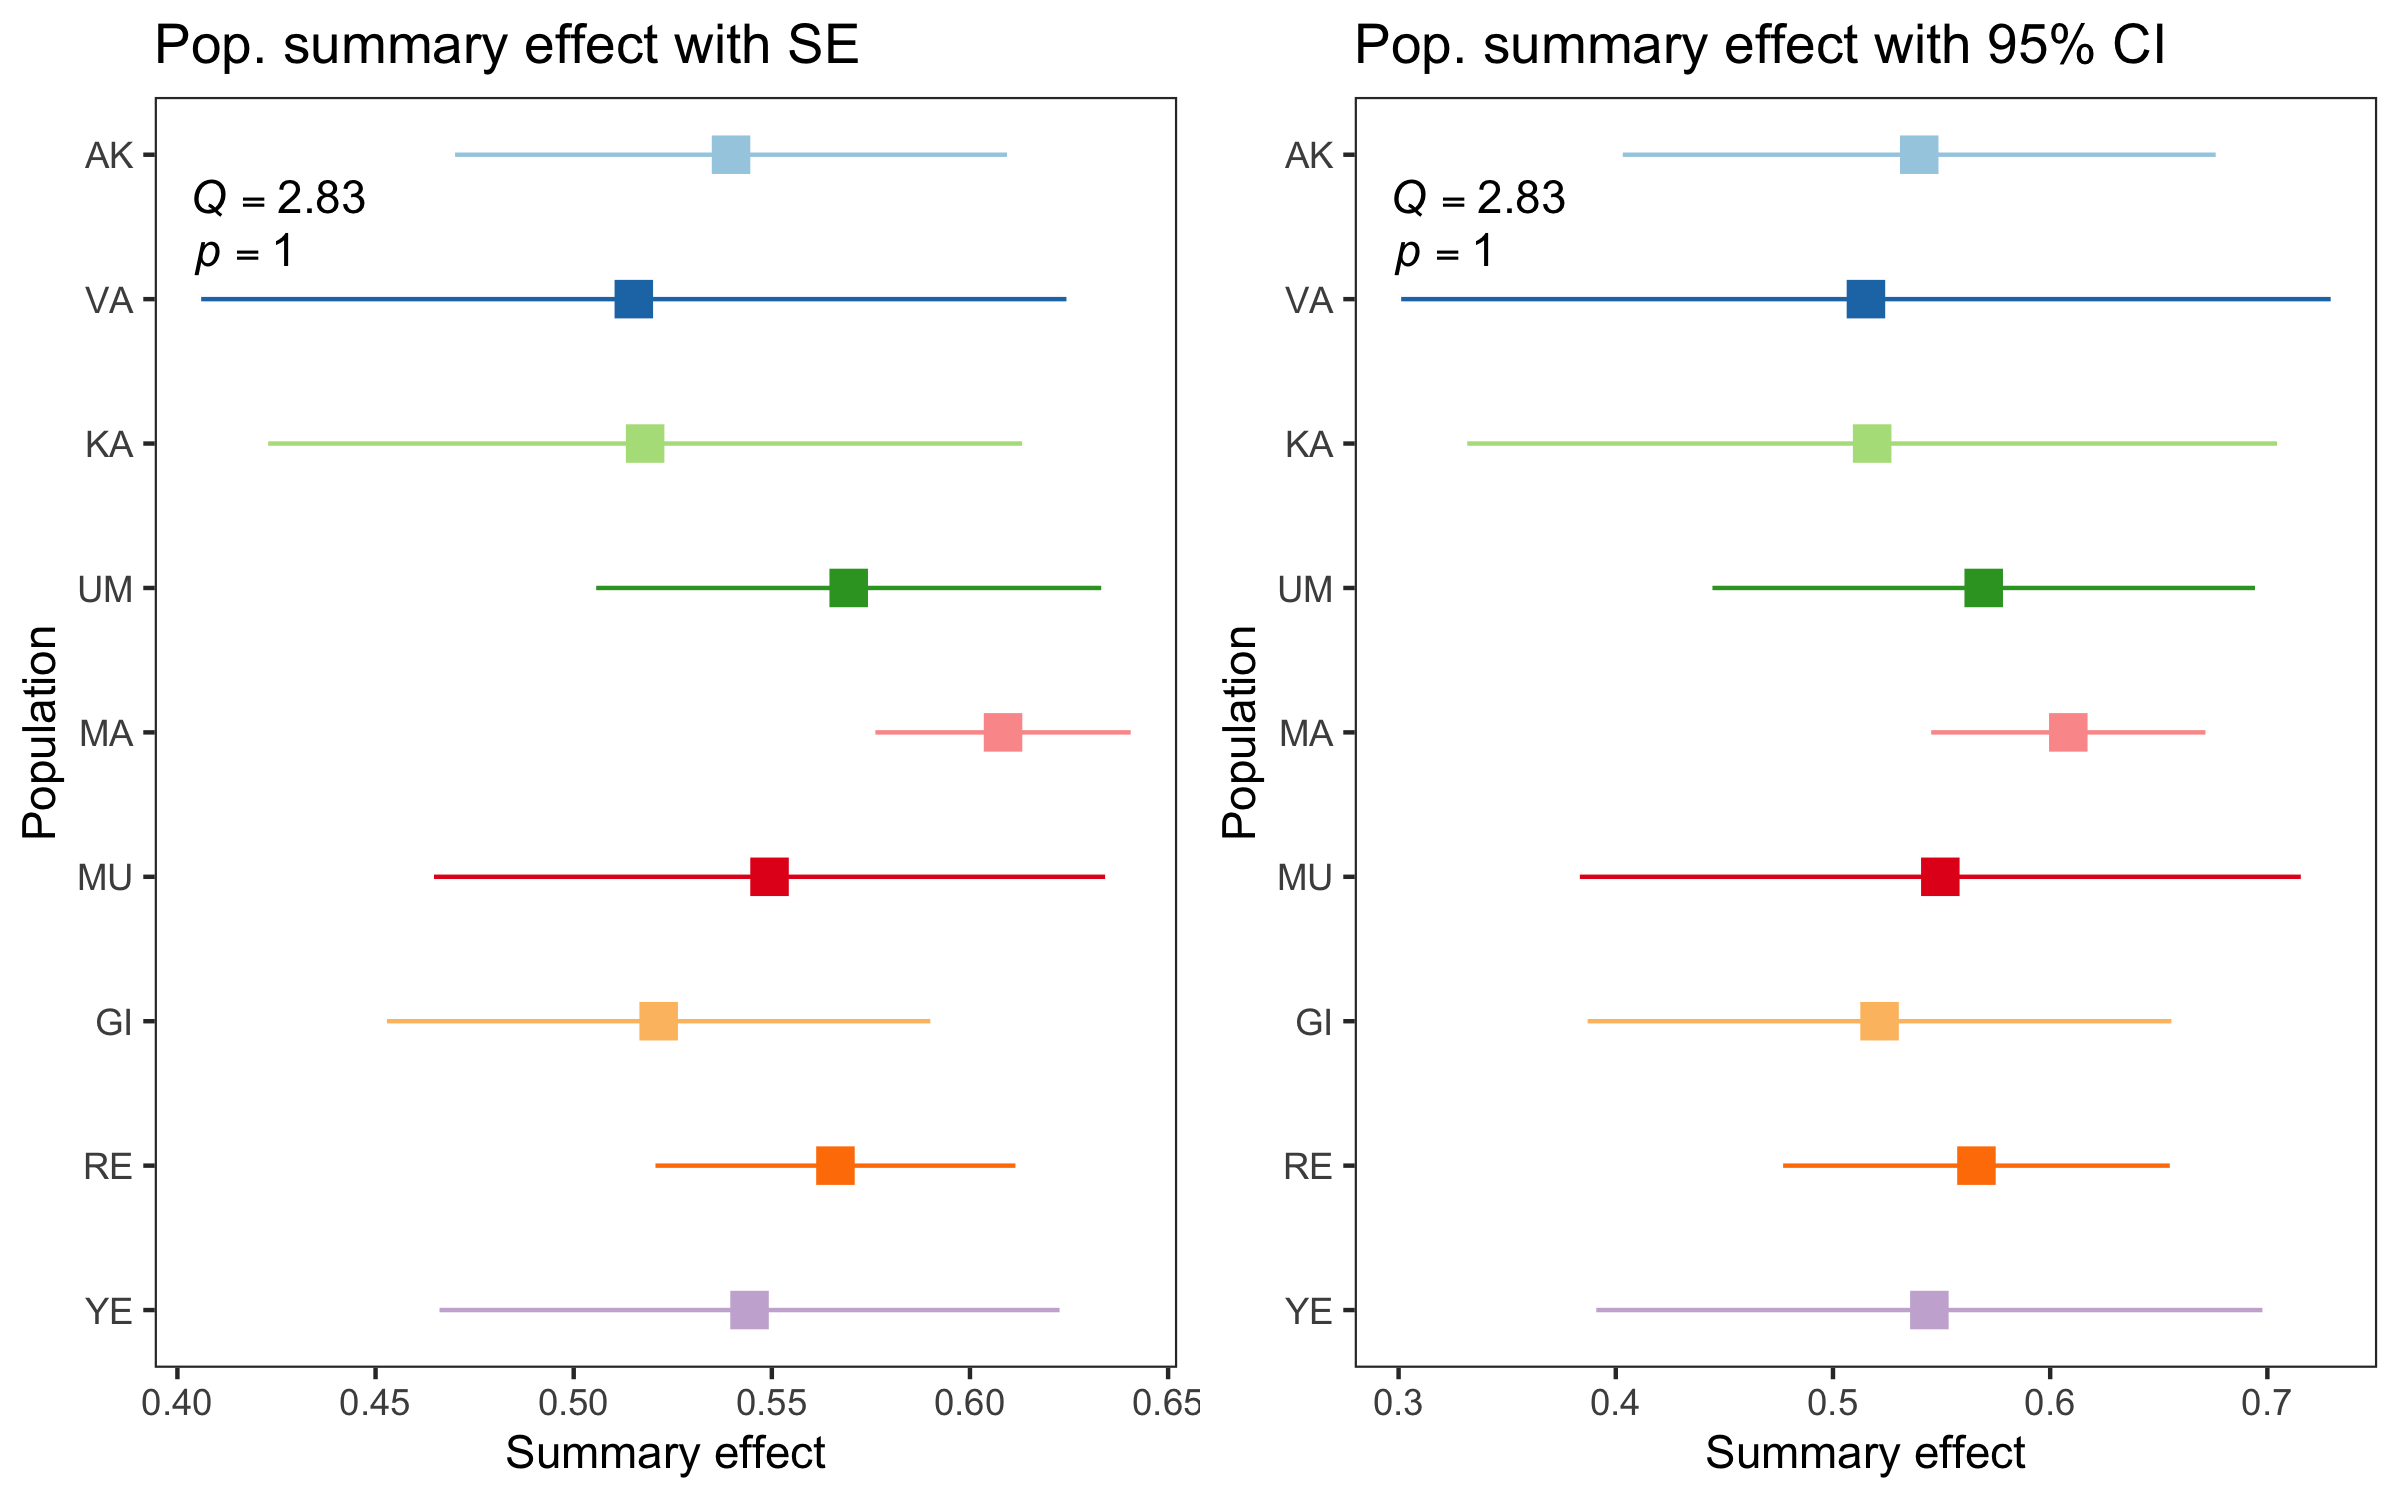 Pop. summary effect with SE
AK
Q = 2.83
p = 1
VA
KA
UM
MA
MU
GI
RE
YE
Population
0.40 0.45 0.50 0.55 0.60 0.65
Summary effect
Pop. summary effect with 95% CI
AK
Q = 2.83
p = 1
VA
KA
UM
MA
MU
GI
RE
YE
Population
0.3 0.4 0.5 0.6 0.7
Summary effect